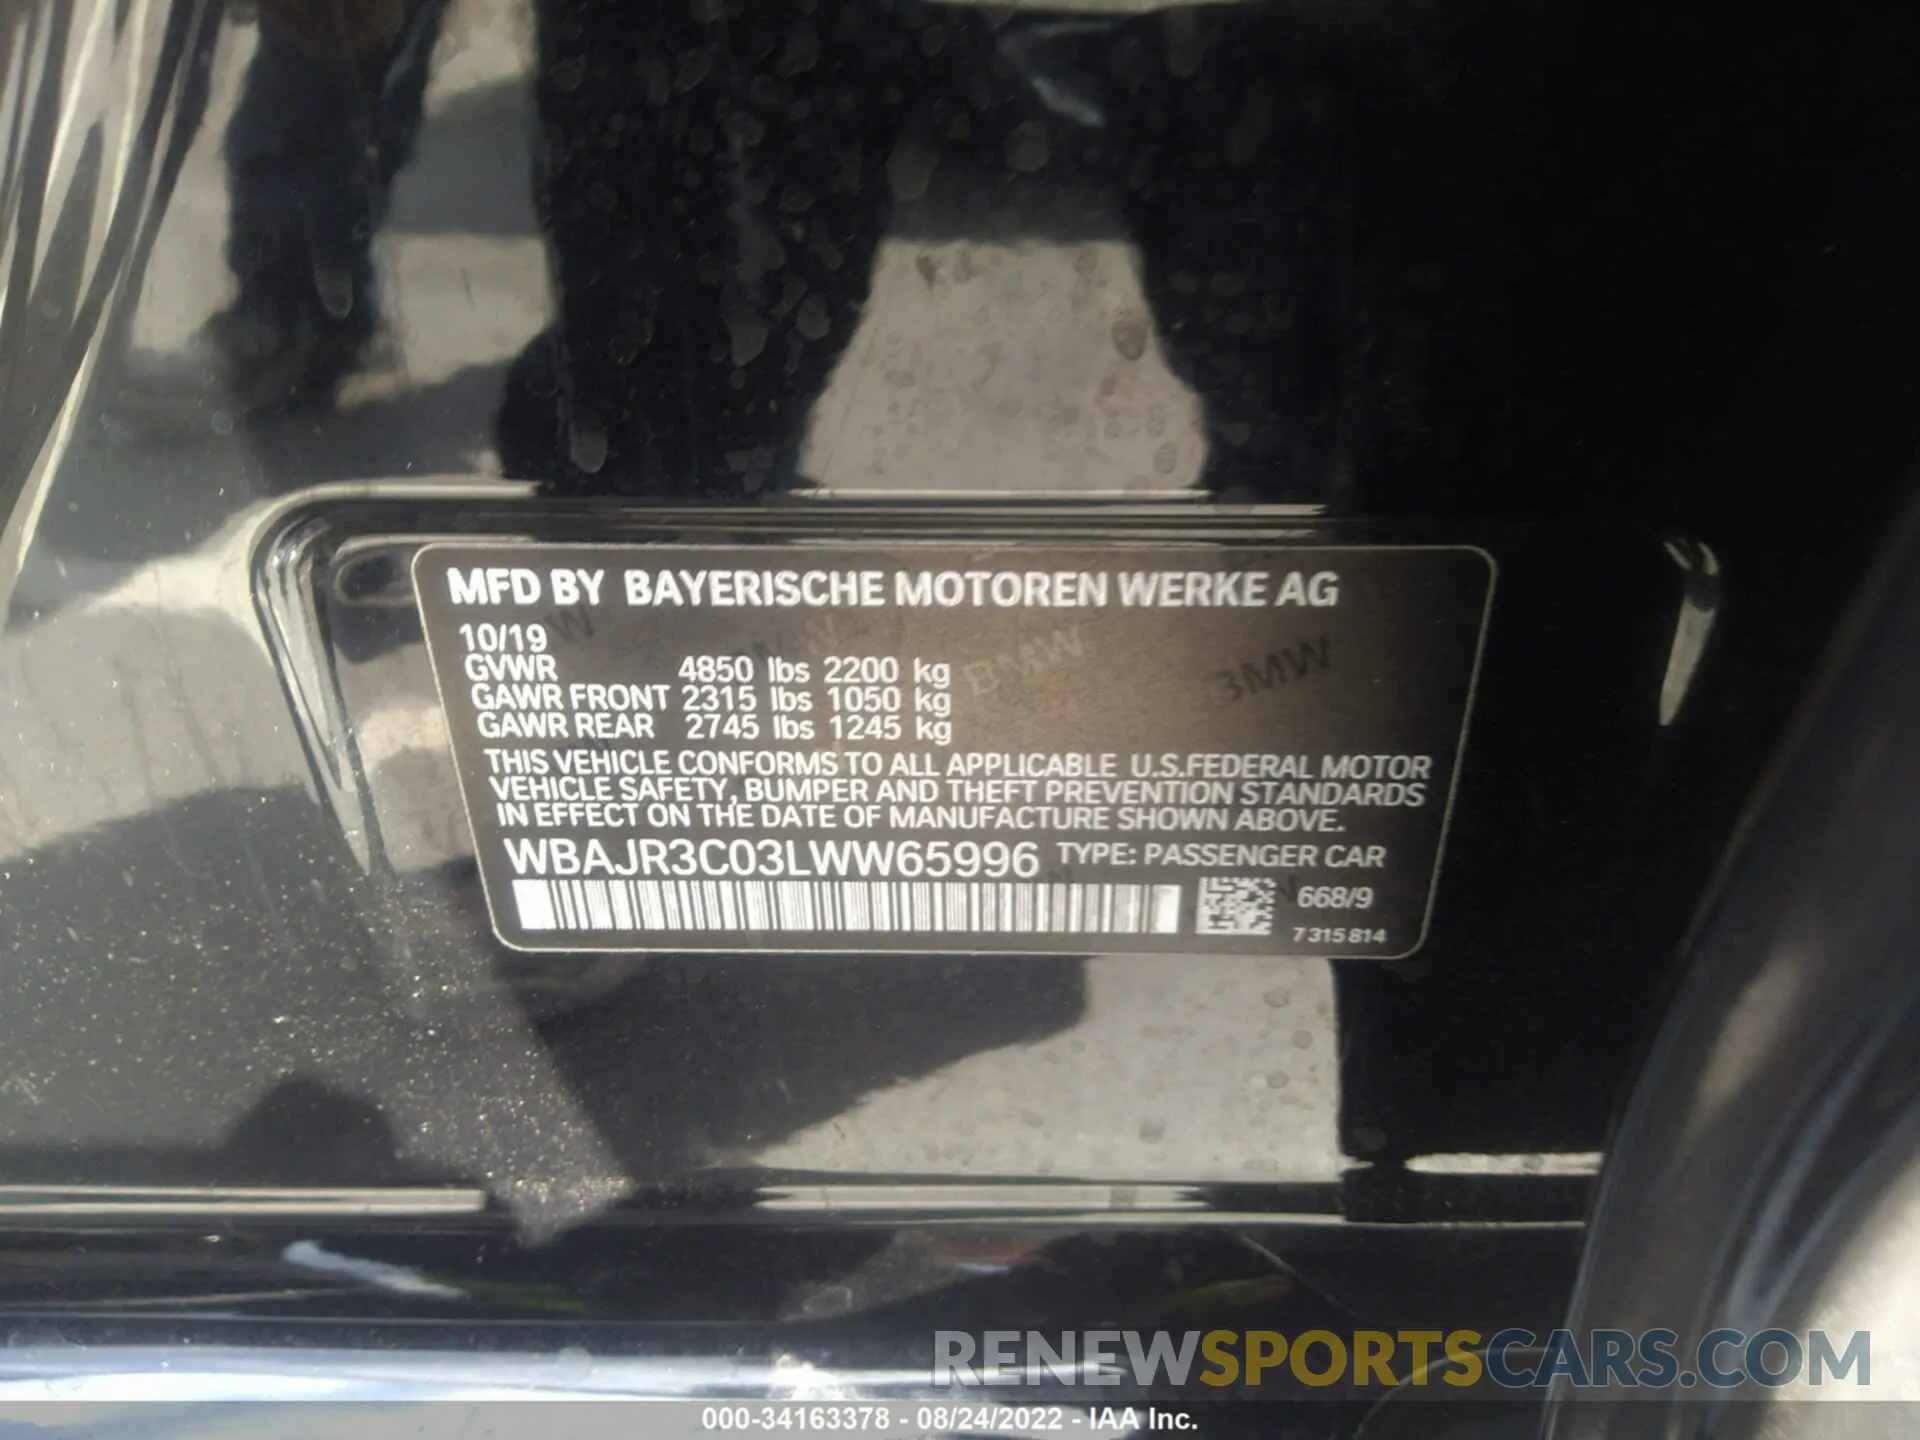 MFD BY BAYERISCHE MOTOREN WERKE AG
10/19
GVWR 4850 lbs 2200 kg
GAWR FRONT 2315 lbs 1050 kg
GAWR REAR 2745 lbs 1245 kg
BMW
BMW
THIS VEHICLE CONFORMS TO ALL APPLICABLE U.S.FEDERAL MOTOR
VEHICLE SAFETY, BUMPER AND THEFT PREVENTION STANDARDS
IN EFFECT ON THE DATE OF MANUFACTURE SHOWN ABOVE.
WBAJR3C03LWW65996 TYPE: PASSENGER CAR
668/9
7 315 814
RENEWSPORTSCARS.COM
000-34163378 - 08/24/2022 - IAA Inc.